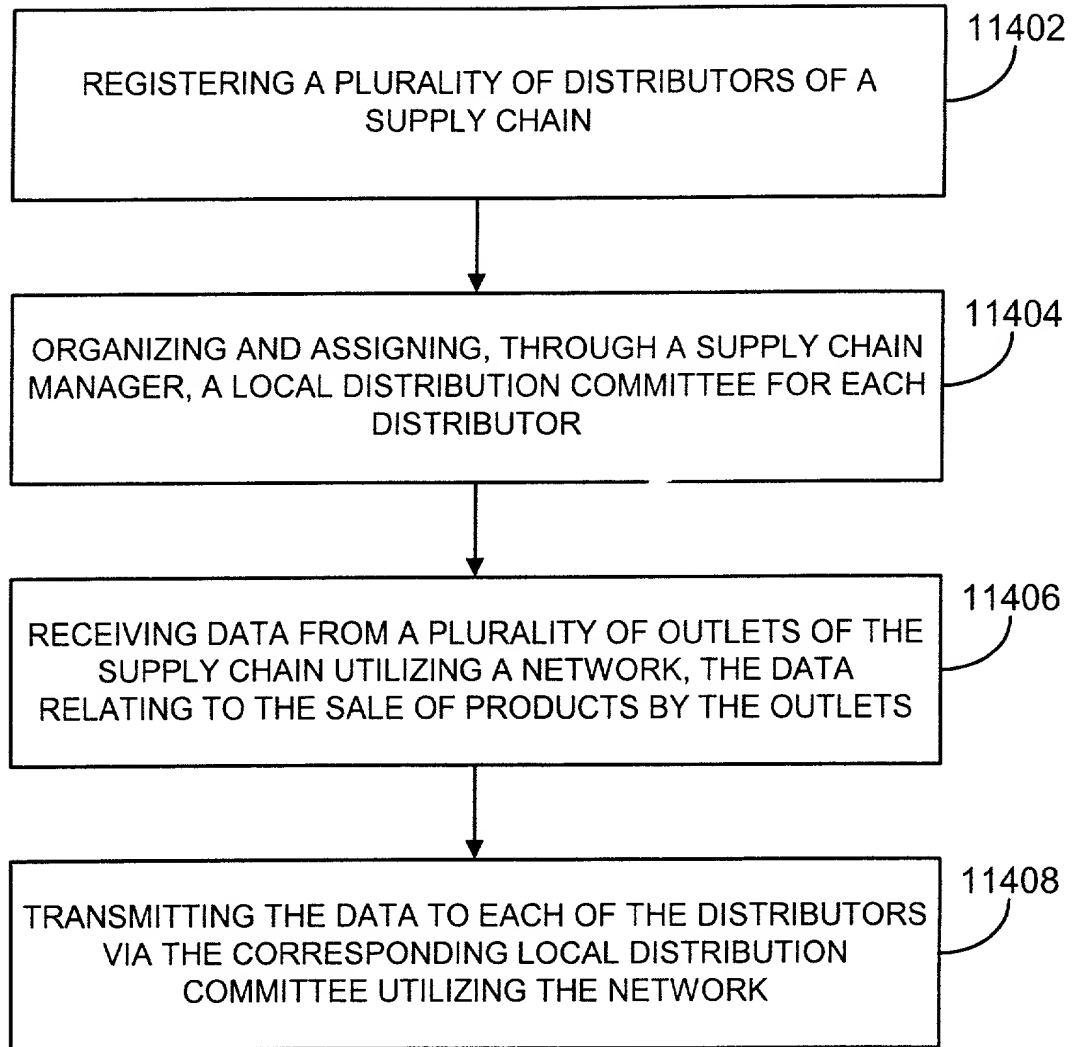 11402
REGISTERING A PLURALITY OF DISTRIBUTORS OF A
SUPPLY CHAIN
11404
ORGANIZING AND ASSIGNING, THROUGH A SUPPLY CHAIN
MANAGER, A LOCAL DISTRIBUTION COMMITTEE FOR EACH
DISTRIBUTOR
11406
RECEIVING DATA FROM A PLURALITY OF OUTLETS OF THE
SUPPLY CHAIN UTILIZING A NETWORK, THE DATA
RELATING TO THE SALE OF PRODUCTS BY THE OUTLETS
11408
TRANSMITTING THE DATA TO EACH OF THE DISTRIBUTORS
VIA THE CORRESPONDING LOCAL DISTRIBUTION
COMMITTEE UTILIZING THE NETWORK